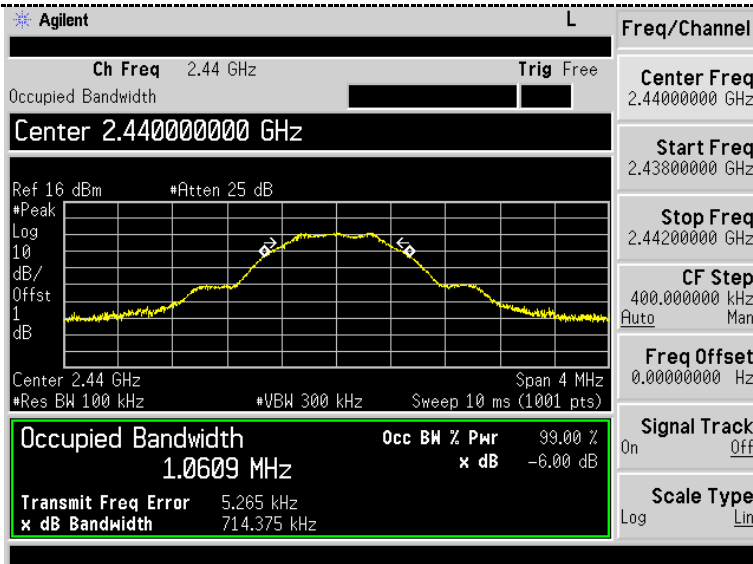 Agilent L
Ch Freq 2.44 GHz Trig Free
Occupied Bandwidth
Center 2.440000000 GHz
Ref 16 dBm #Atten 25 dB
#Peak
Log
10
dB/
Offst
1
dB
Center 2.44 GHz Span 4 MHz
#Res BW 100 kHz #VBW 300 kHz Sweep 10 ms (1001 pts)
Occupied Bandwidth Occ BW % Pwr 99.00 %
1.0609 MHz x dB -6.00 dB
Transmit Freq Error 5.265 kHz
x dB Bandwidth 714.375 kHz
Freq/Channel
Center Freq
2.44000000 GHz
Start Freq
2.43800000 GHz
Stop Freq
2.44200000 GHz
CF Step
400.000000 kHz
Auto Man
Freq Offset
0.00000000 Hz
Signal Track
On Off
Scale Type
Log Lin